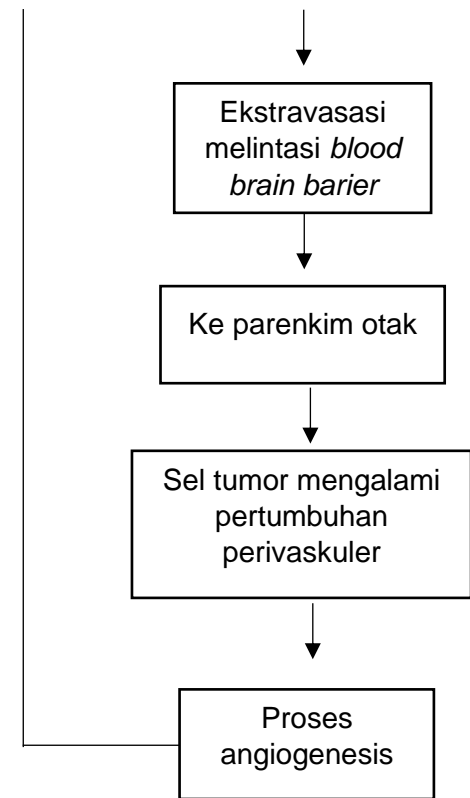 Ekstravasasi
melintasi blood
brain barier
Ke parenkim otak
Sel tumor mengalami
pertumbuhan
perivaskuler
Proses
angiogenesis